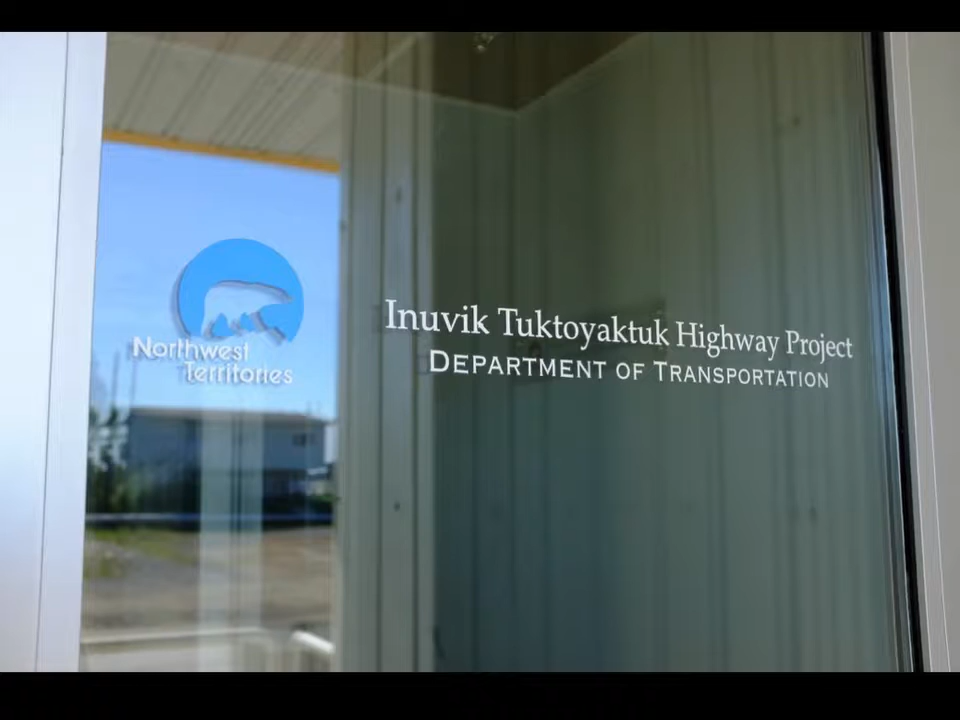 Northwest
Territories
Inuvik Tuktoyaktuk Highway Project
DEPARTMENT OF TRANSPORTATION